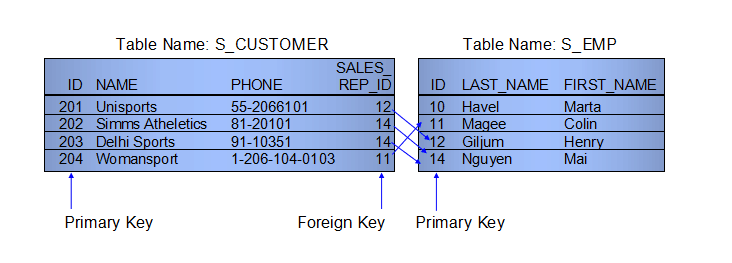 Table Name: S_CUSTOMER Table Name: S_EMP
SALES_
ID NAME PHONE REP_ID ID LAST_NAME FIRST_NAME
201 Unisports 55-2066101 12 10 Havel Marta
202 Simms Atheletics 81-20101 14 11 Magee Colin
203 Delhi Sports 91-10351 14 12 Giljum Henry
204 Womansport 1-206-104-0103 11 14 Nguyen Mai
Primary Key Foreign Key Primary Key